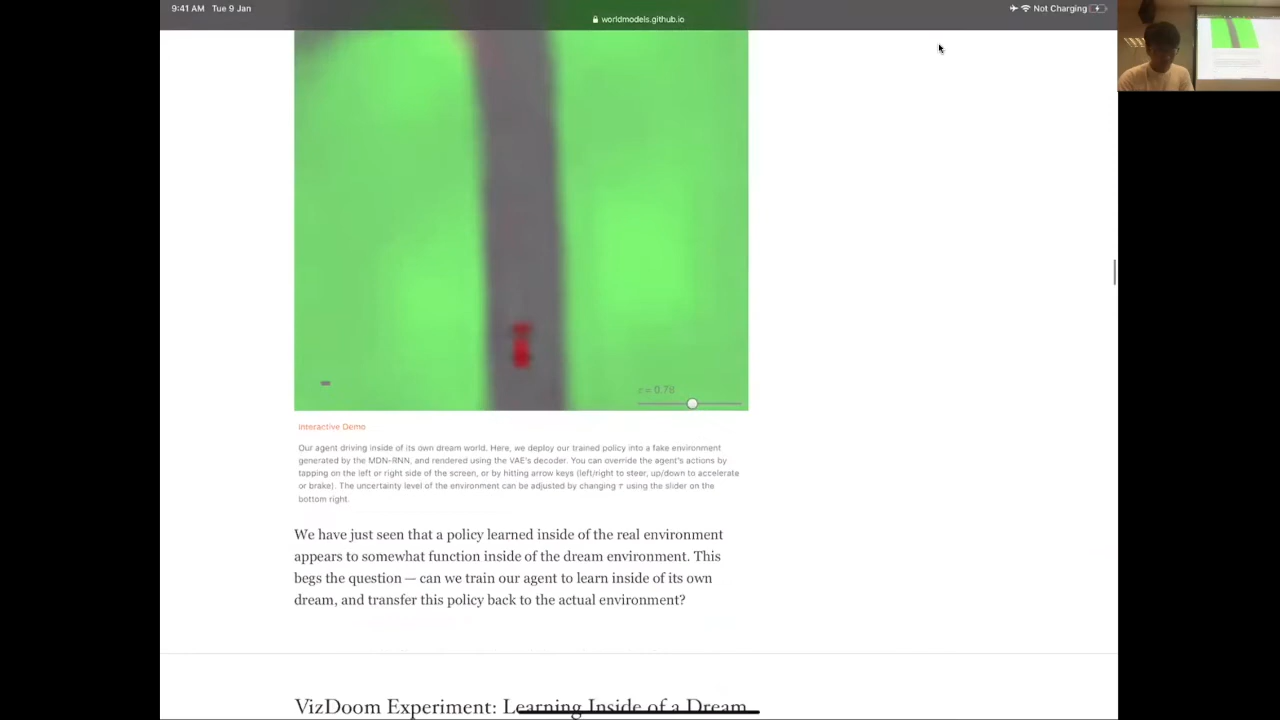 9:41 AM Tue 9 Jan
worldmodels.github.io
Not Charging
τ = 0.78
Interactive Demo
Our agent driving inside of its own dream world. Here, we deploy our trained policy into a fake environment
generated by the MDN-RNN, and rendered using the VAE's decoder. You can override the agent's actions by
tapping on the left or right side of the screen, or by hitting arrow keys (left/right to steer, up/down to accelerate
or brake). The uncertainty level of the environment can be adjusted by changing τ using the slider on the
bottom right.
We have just seen that a policy learned inside of the real environment
appears to somewhat function inside of the dream environment. This
begs the question — can we train our agent to learn inside of its own
dream, and transfer this policy back to the actual environment?
VizDoom Experiment: Learning Inside of a Dream